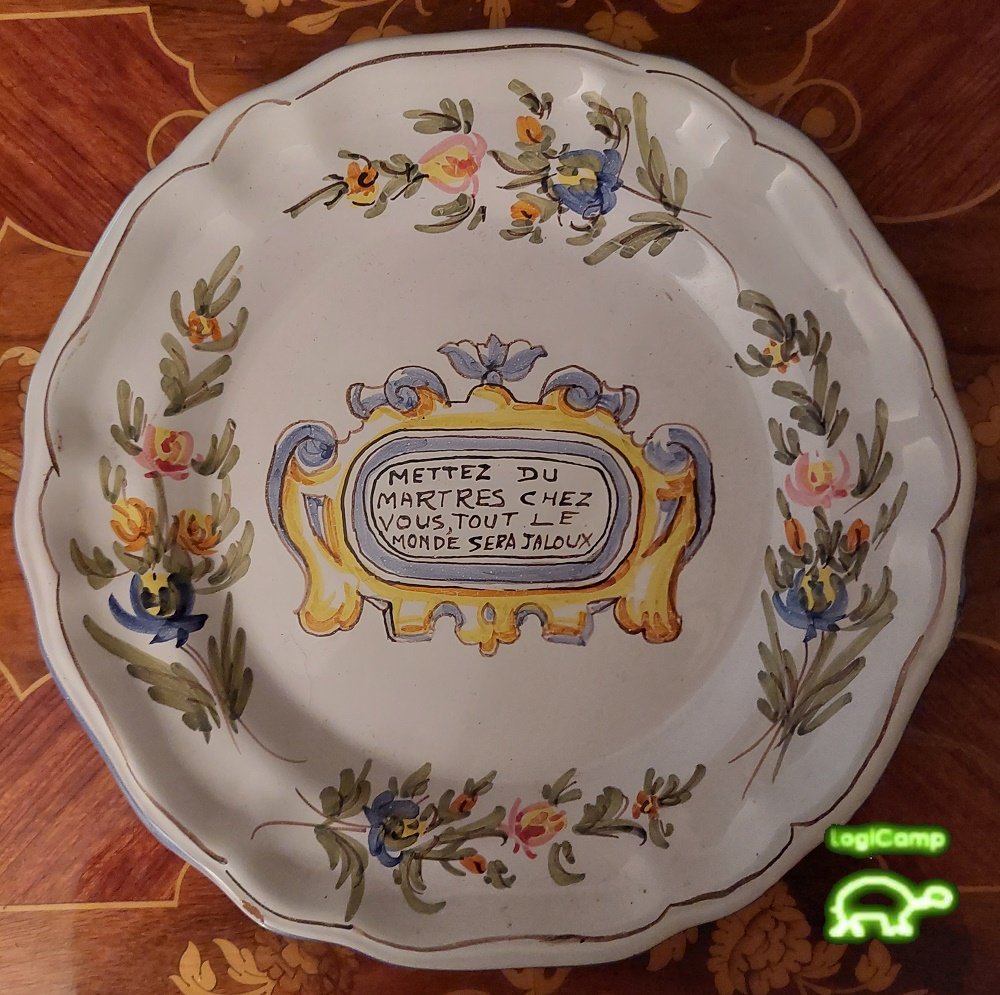 METTEZ DU
MARTRES CHEZ
VOUS, TOUT LE
MONDE SERA JALOUX
LogiCamp